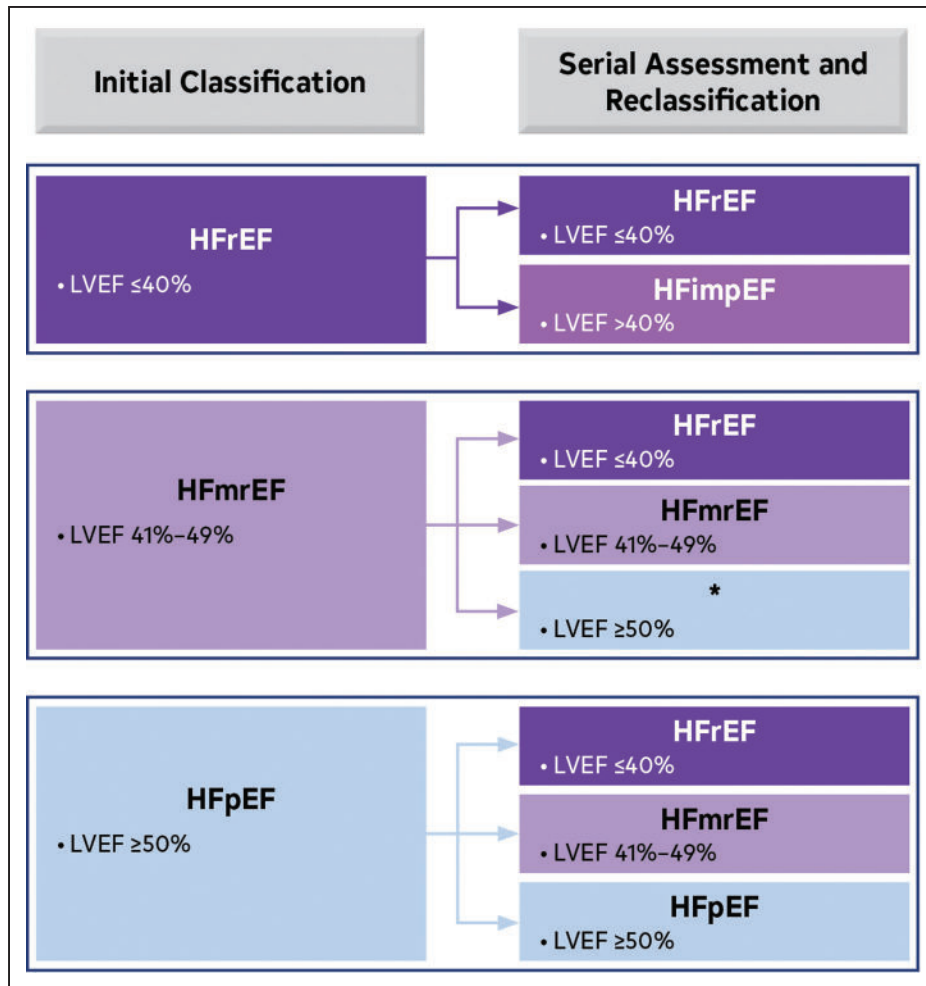 Initial Classification
Serial Assessment and
Reclassification
HFrEF
• LVEF ≤40%
HFrEF
• LVEF ≤40%
HFimpEF
• LVEF >40%
HFmrEF
• LVEF 41%–49%
HFrEF
• LVEF ≤40%
HFmrEF
• LVEF 41%–49%
*
• LVEF ≥50%
HFpEF
• LVEF ≥50%
HFrEF
• LVEF ≤40%
HFmrEF
• LVEF 41%–49%
HFpEF
• LVEF ≥50%